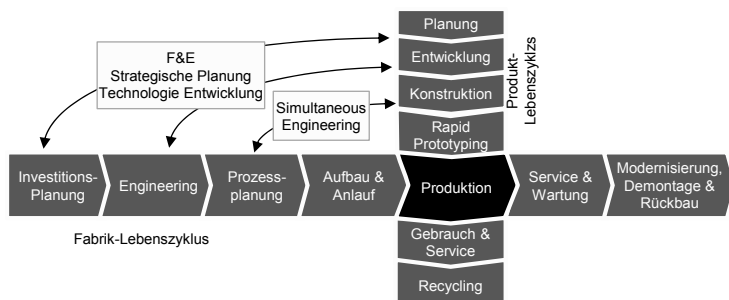 Planung
Entwicklung
Konstruktion
Rapid
Prototyping
Produkt-
Lebenszyklzs
F&E
Strategische Planung
Technologie Entwicklung
Simultaneous
Engineering
Investitions-
Planung
Engineering
Prozess-
planung
Aufbau &
Anlauf
Produktion
Service &
Wartung
Modernisierung,
Demontage &
Rückbau
Fabrik-Lebenszyklus
Gebrauch &
Service
Recycling